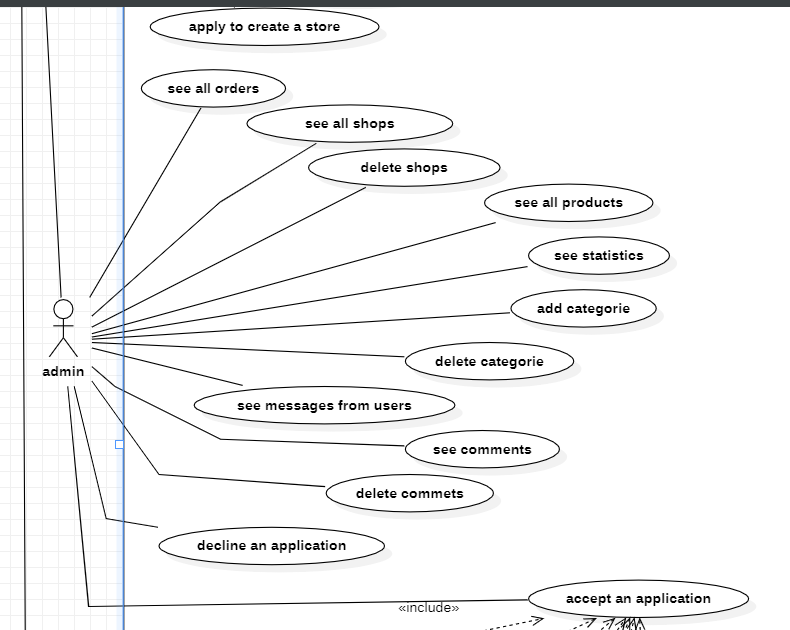 apply to create a store
see all orders
see all shops
delete shops
see all products
see statistics
add categorie
delete categorie
admin
see messages from users
see comments
delete commets
decline an application
accept an application
«include»